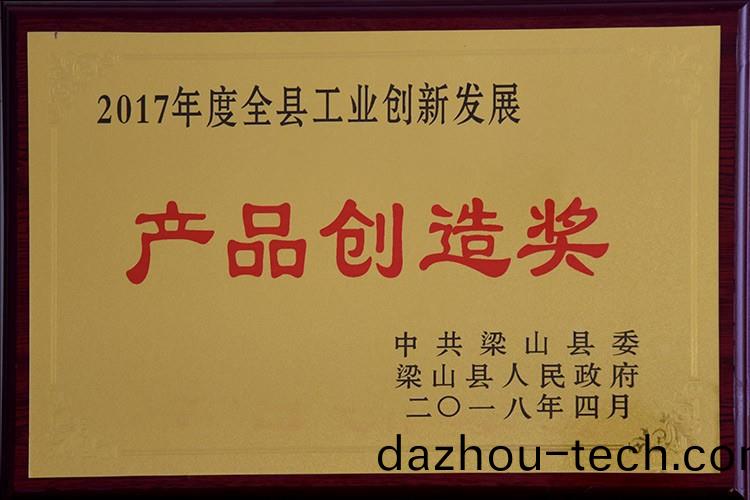 2017年度全县工业创新发展
产品创造奖
中共梁山县委
梁山县人民政府
二〇一八年四月
dazhou-tech.com